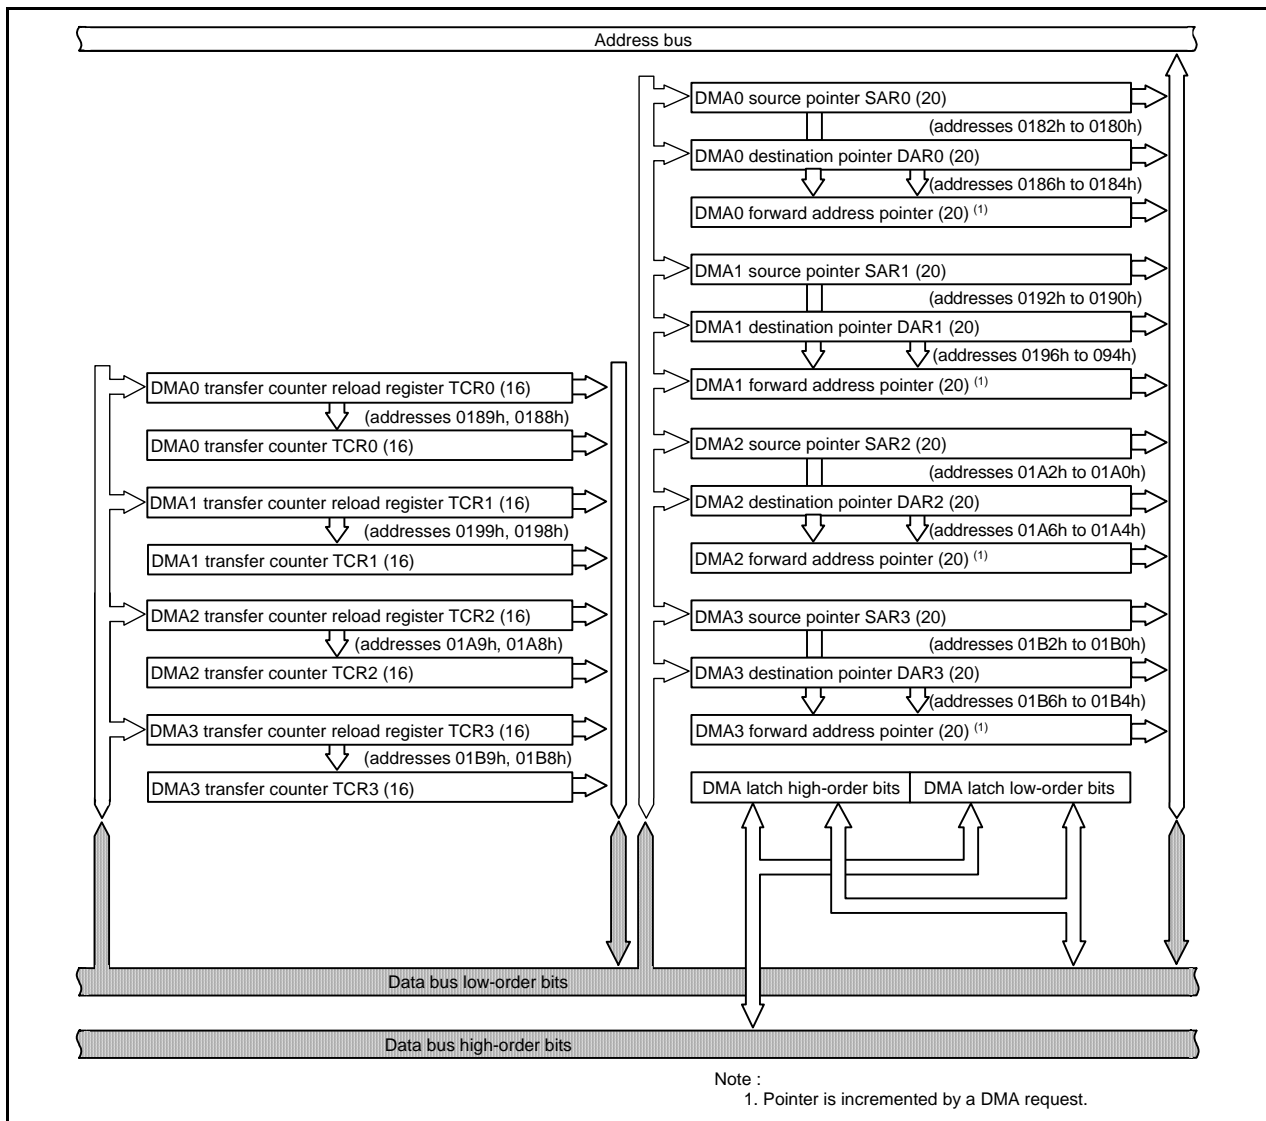 Address bus
DMA0 source pointer SAR0 (20)
(addresses 0182h to 0180h)
DMA0 destination pointer DAR0 (20)
(addresses 0186h to 0184h)
DMA0 forward address pointer (20) (1)
DMA1 source pointer SAR1 (20)
(addresses 0192h to 0190h)
DMA1 destination pointer DAR1 (20)
(addresses 0196h to 094h)
DMA1 forward address pointer (20) (1)
DMA2 source pointer SAR2 (20)
(addresses 01A2h to 01A0h)
DMA2 destination pointer DAR2 (20)
(addresses 01A6h to 01A4h)
DMA2 forward address pointer (20) (1)
DMA3 source pointer SAR3 (20)
(addresses 01B2h to 01B0h)
DMA3 destination pointer DAR3 (20)
(addresses 01B6h to 01B4h)
DMA3 forward address pointer (20) (1)
DMA0 transfer counter reload register TCR0 (16)
(addresses 0189h, 0188h)
DMA0 transfer counter TCR0 (16)
DMA1 transfer counter reload register TCR1 (16)
(addresses 0199h, 0198h)
DMA1 transfer counter TCR1 (16)
DMA2 transfer counter reload register TCR2 (16)
(addresses 01A9h, 01A8h)
DMA2 transfer counter TCR2 (16)
DMA3 transfer counter reload register TCR3 (16)
(addresses 01B9h, 01B8h)
DMA3 transfer counter TCR3 (16)
DMA latch high-order bits
DMA latch low-order bits
Data bus low-order bits
Data bus high-order bits
Note :
1. Pointer is incremented by a DMA request.